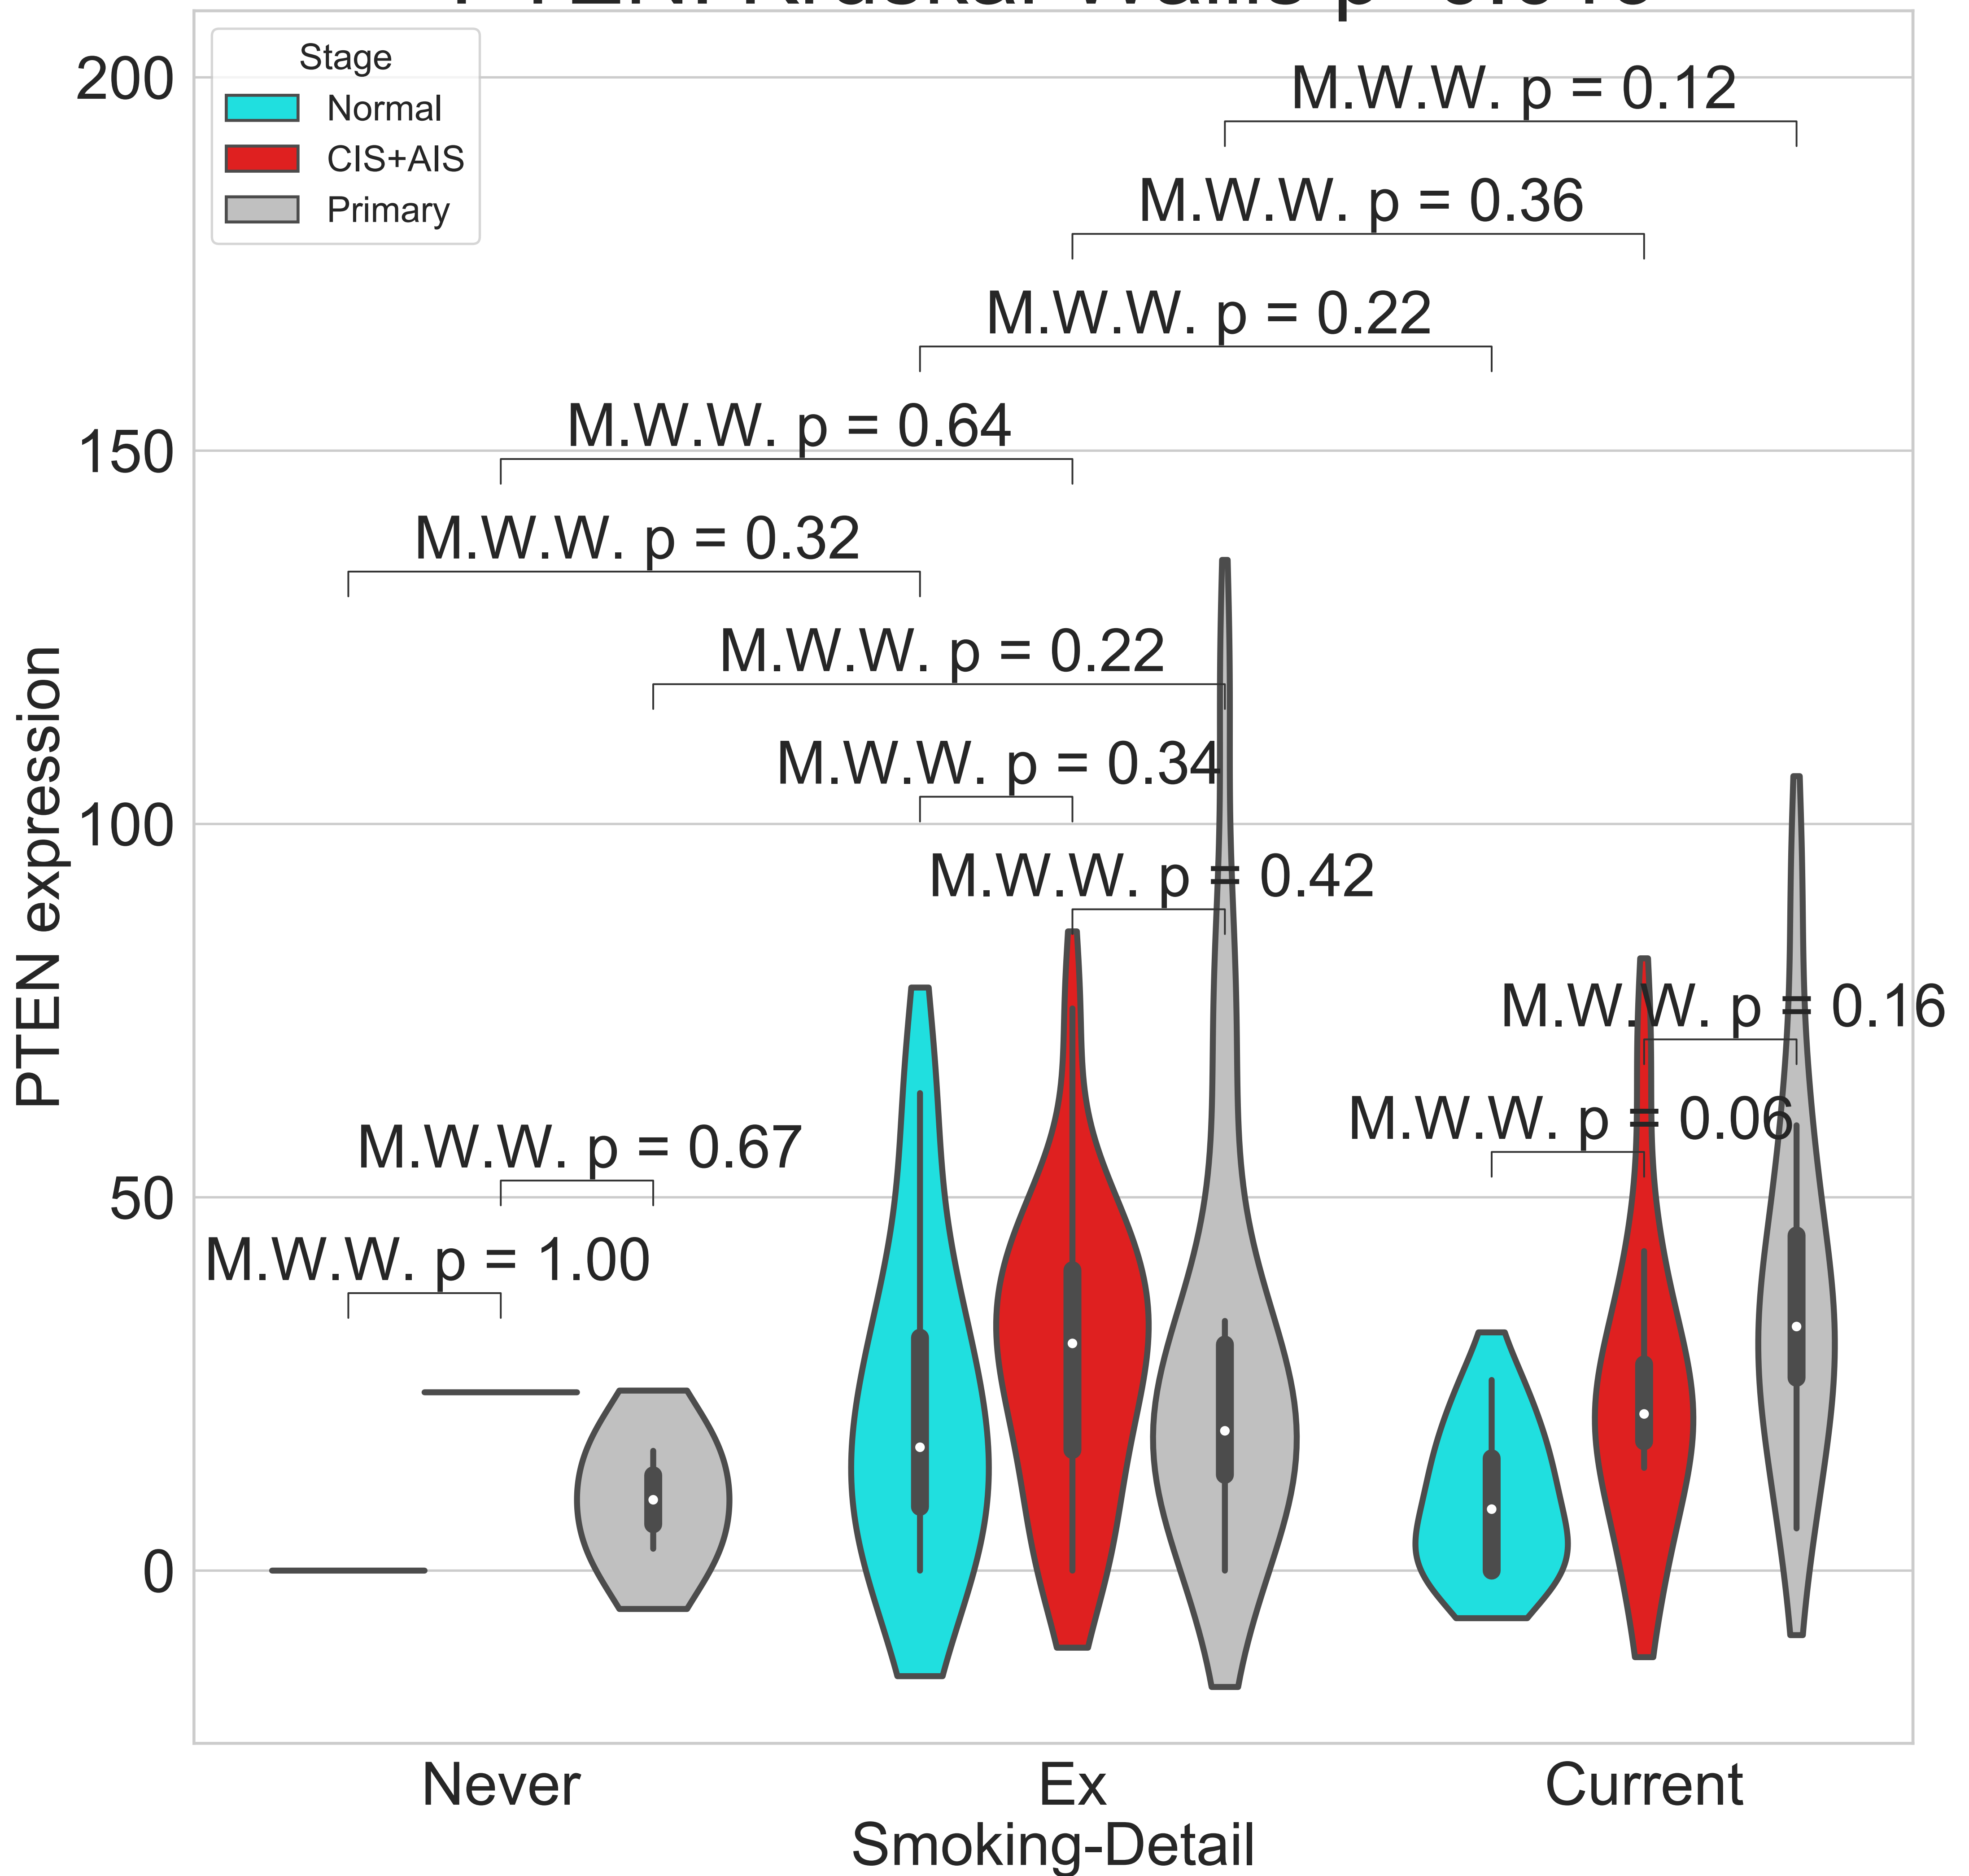 Stage
Normal
CIS+AIS
Primary
200
150
100
50
0
PTEN expression
M.W.W. p = 0.12
M.W.W. p = 0.36
M.W.W. p = 0.22
M.W.W. p = 0.64
M.W.W. p = 0.32
M.W.W. p = 0.22
M.W.W. p = 0.34
M.W.W. p = 0.42
M.W.W. p = 0.16
M.W.W. p = 0.06
M.W.W. p = 0.67
M.W.W. p = 1.00
Never Ex Current
Smoking-Detail